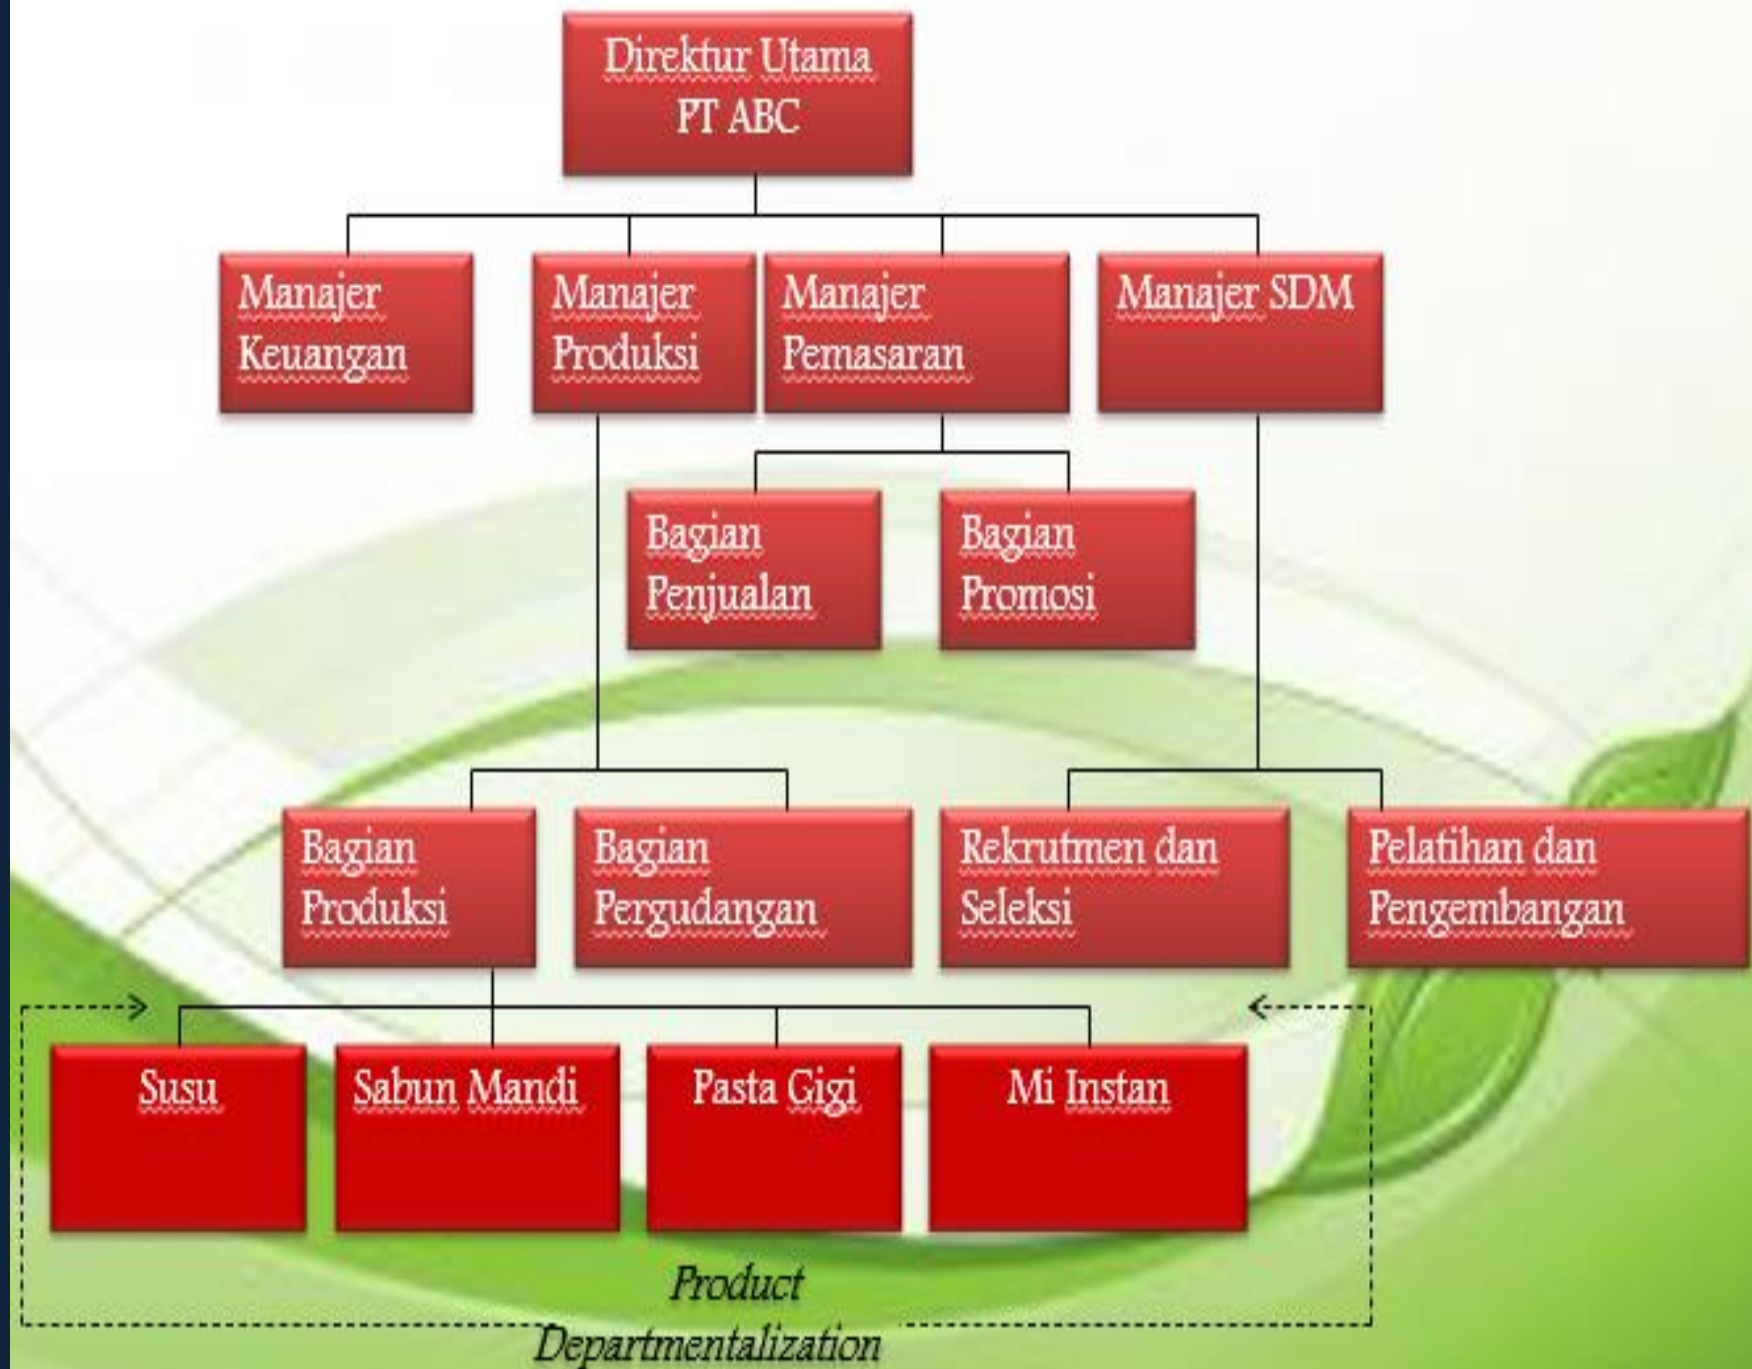 Direktur Utama
PT ABC
Manajer
Keuangan
Manajer
Produksi
Manajer
Pemasaran
Manajer SDM
Bagian
Penjualan
Bagian
Promosi
Bagian
Produksi
Bagian
Pergudangan
Rekrutmen dan
Seleksi
Pelatihan dan
Pengembangan
Susu
Sabun Mandi
Pasta Gigi
Mi Instan
Product
Departmentalization